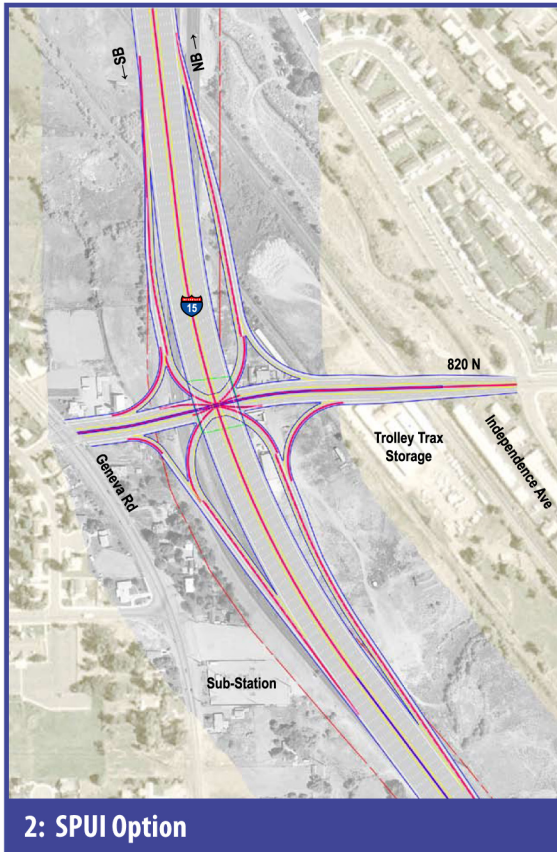 ← SB
← NB
15
820 N
Trolley Trax
Storage
Independence Ave
Geneva Rd
Sub-Station
2: SPUI Option